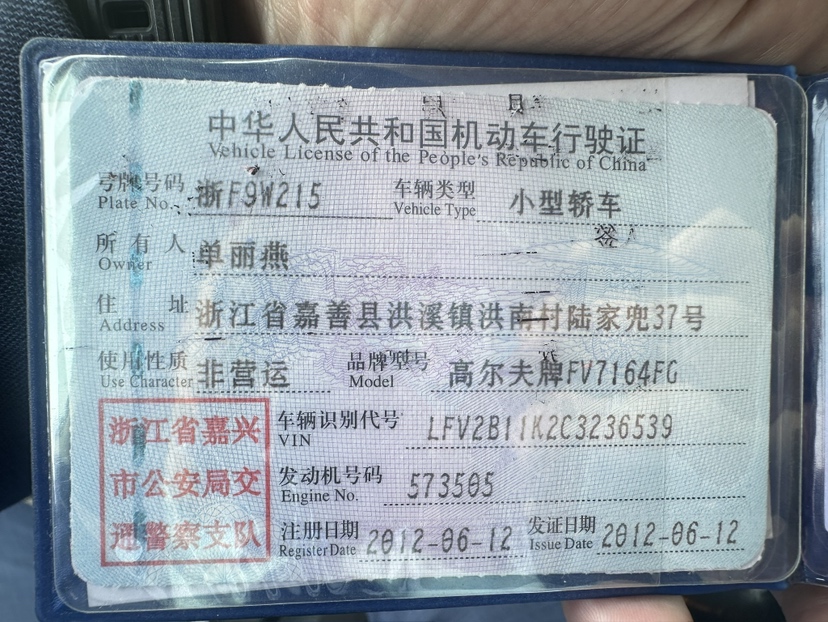 中华人民共和国机动车行驶证
Vehicle License of the People's Republic of China
号牌号码 浙F9W215 车辆类型 小型轿车
Plate No. Vehicle Type
所有人 单丽燕
Owner
住址 浙江省嘉善县洪溪镇洪南村陆家兜37号
Address
使用性质 非营运 品牌型号 高尔夫牌FV7164FG
Use Character Model
浙江省嘉兴 车辆识别代号 LFV2B11K2C3236539
VIN
市公安局交 发动机号码 573505
Engine No.
通警察支队 注册日期 2012-06-12 发证日期 2012-06-12
Register Date Issue Date